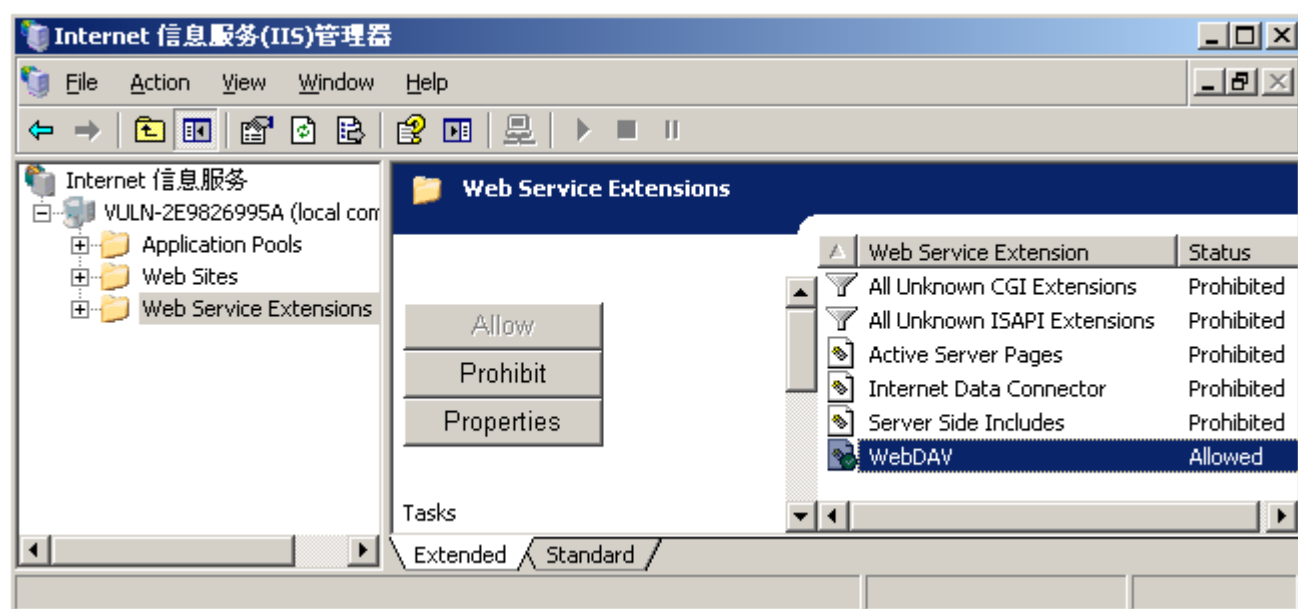 Internet 信息服务(IIS)管理器
File Action View Window Help
Internet 信息服务
VULN-2E9826995A (local com
Application Pools
Web Sites
Web Service Extensions
Web Service Extensions
Allow
Prohibit
Properties
Tasks
Web Service Extension Status
All Unknown CGI Extensions Prohibited
All Unknown ISAPI Extensions Prohibited
Active Server Pages Prohibited
Internet Data Connector Prohibited
Server Side Includes Prohibited
WebDAV Allowed
Extended Standard